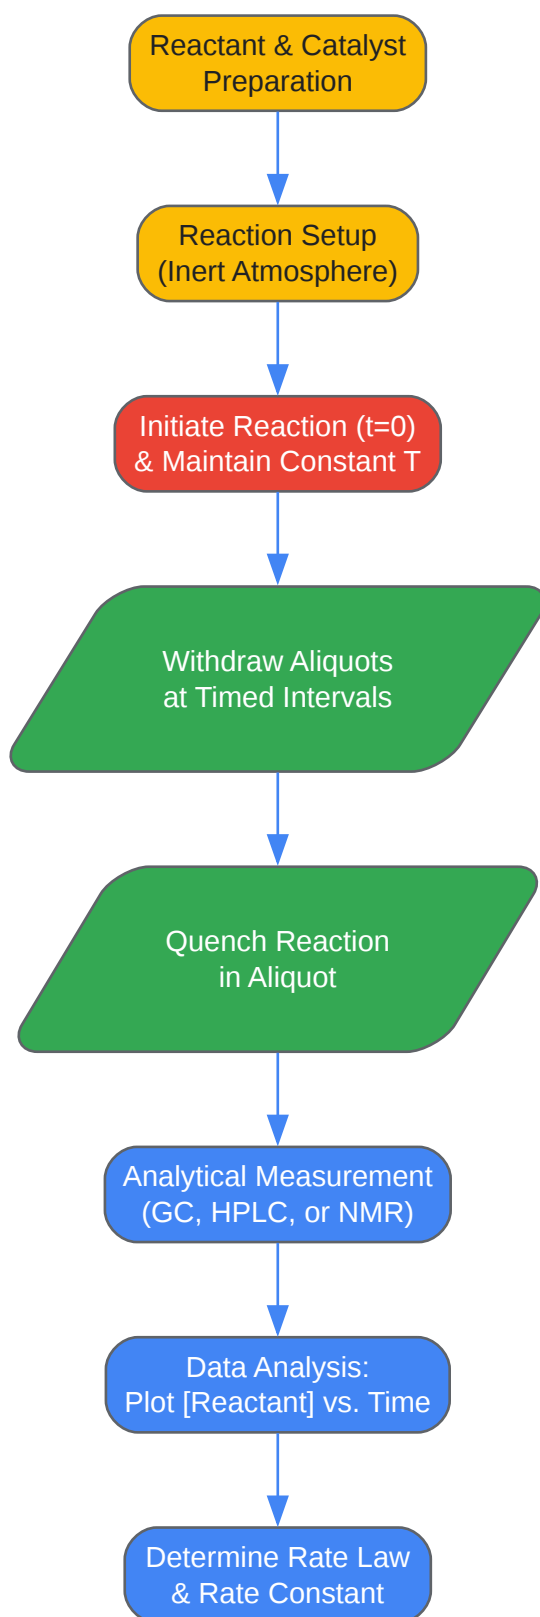 Reactant & Catalyst
Preparation
Reaction Setup
(Inert Atmosphere)
Initiate Reaction (t=0)
& Maintain Constant T
Withdraw Aliquots
at Timed Intervals
Quench Reaction
in Aliquot
Analytical Measurement
(GC, HPLC, or NMR)
Data Analysis:
Plot [Reactant] vs. Time
Determine Rate Law
& Rate Constant